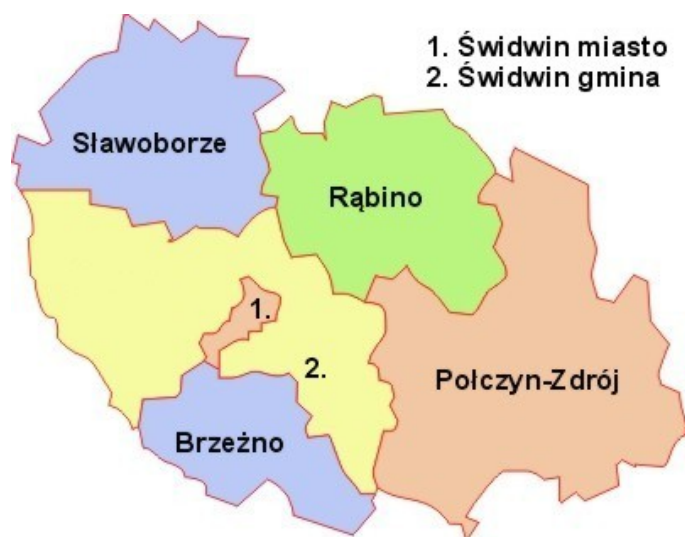 1. Świdwin miasto
2. Świdwin gmina
Sławoborze
Rąbino
1.
2.
Połczyn-Zdrój
Brzeżno